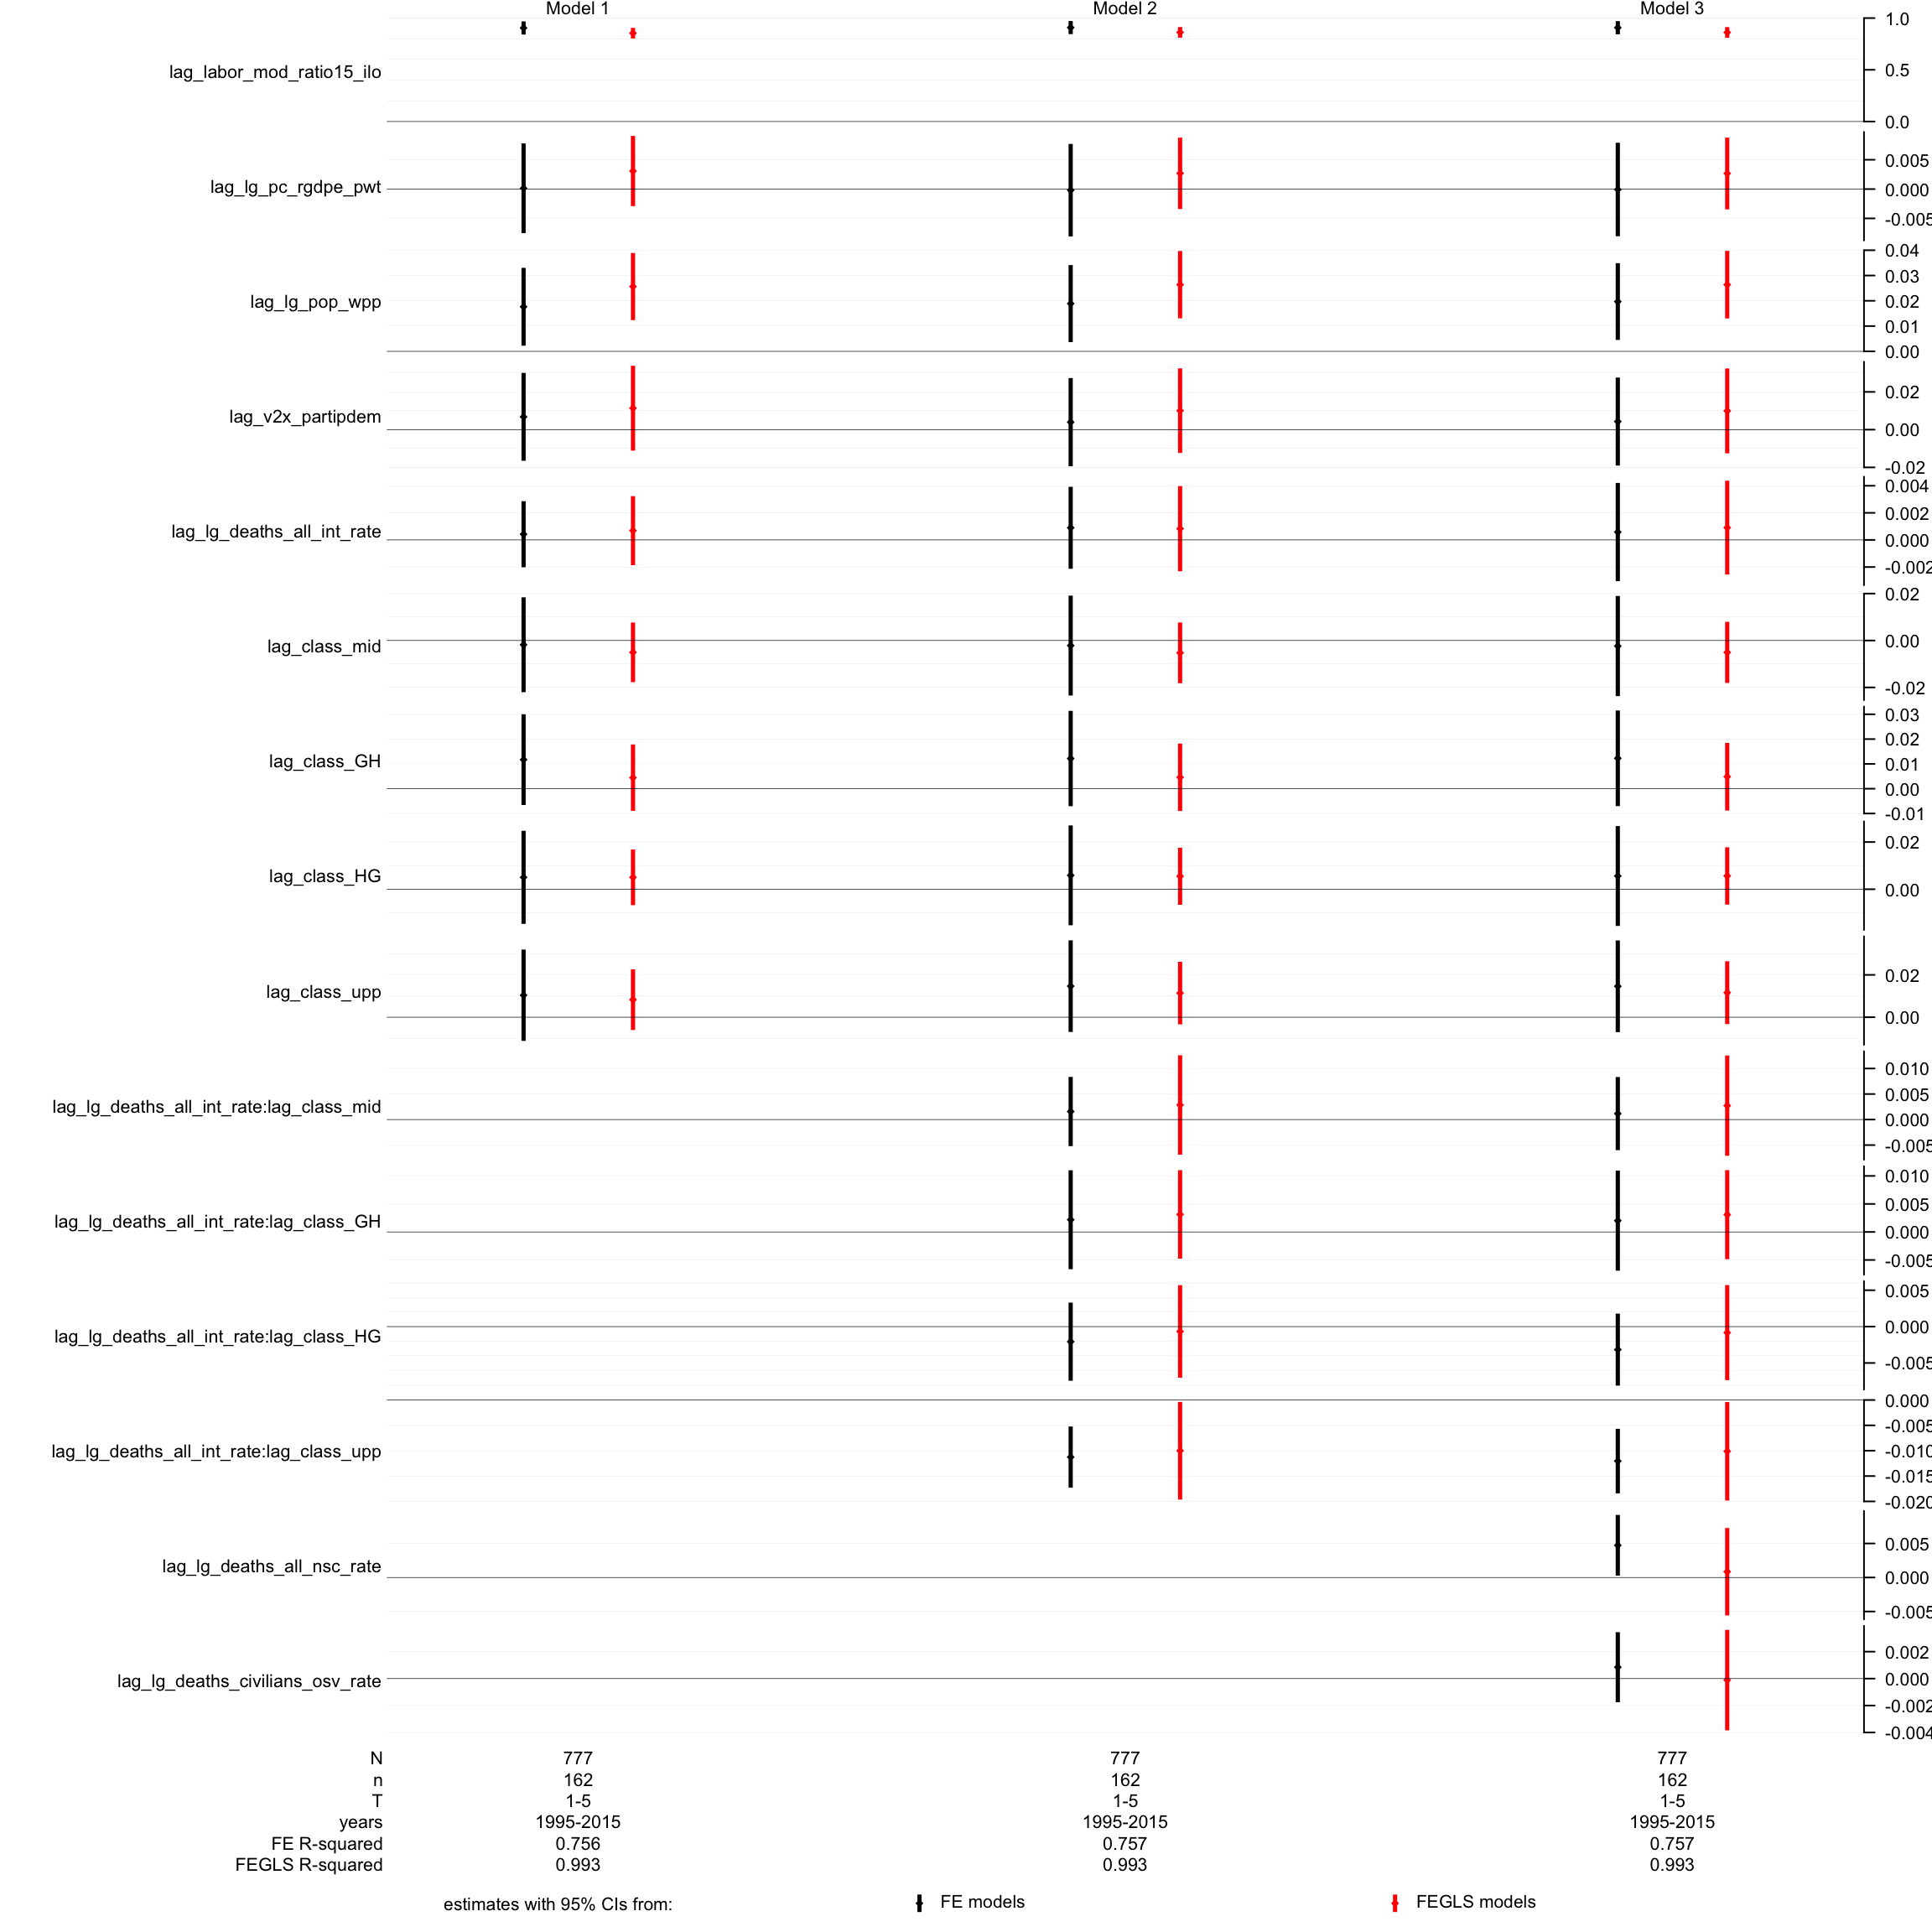 Model 1 Model 2 Model 3
1.0
lag_labor_mod_ratio15_ilo 0.5
0.0
0.005
lag_lg_pc_rgdpe_pwt 0.000
-0.005
0.04
0.03
lag_lg_pop_wpp 0.02
0.01
0.00
0.02
lag_v2x_partipdem 0.00
-0.02
0.004
0.002
lag_lg_deaths_all_int_rate 0.000
-0.002
0.02
lag_class_mid 0.00
-0.02
0.03
0.02
lag_class_GH 0.01
0.00
-0.01
0.02
lag_class_HG 0.00
0.02
lag_class_upp 0.00
0.010
0.005
lag_lg_deaths_all_int_rate:lag_class_mid 0.000
-0.005
0.010
0.005
lag_lg_deaths_all_int_rate:lag_class_GH 0.000
-0.005
0.005
0.000
lag_lg_deaths_all_int_rate:lag_class_HG -0.005
0.000
-0.005
lag_lg_deaths_all_int_rate:lag_class_upp -0.010
-0.015
-0.020
0.005
lag_lg_deaths_all_nsc_rate 0.000
-0.005
0.002
lag_lg_deaths_civilians_osv_rate 0.000
-0.002
-0.004
N 777 777 777
n 162 162 162
T 1-5 1-5 1-5
years 1995-2015 1995-2015 1995-2015
FE R-squared 0.756 0.757 0.757
FEGLS R-squared 0.993 0.993 0.993
estimates with 95% CIs from: FE models FEGLS models